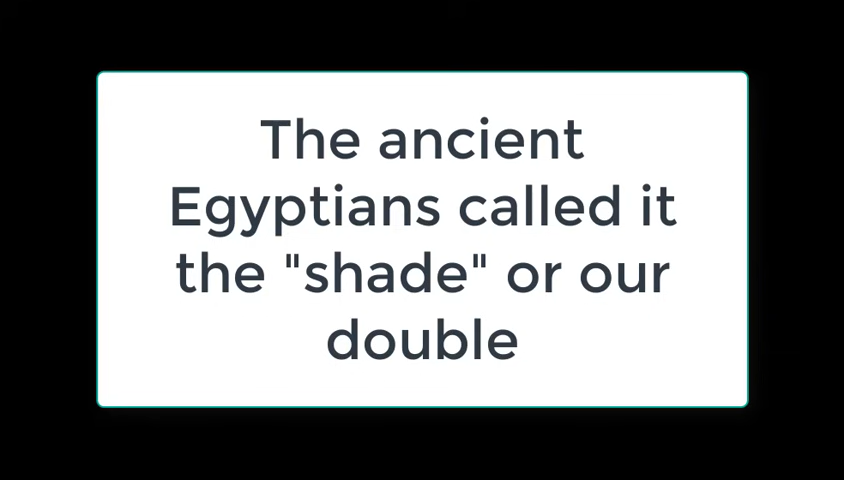 The ancient
Egyptians called it
the "shade" or our
double